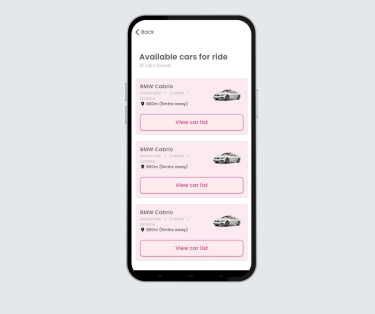 Back
Available cars for ride
18 cars found
BMW Cabrio
Automatic | 3 seats |
Octane
800m (5mins away)
View car list
BMW Cabrio
Automatic | 3 seats |
Octane
800m (5mins away)
View car list
BMW Cabrio
Automatic | 3 seats |
Octane
800m (5mins away)
View car list